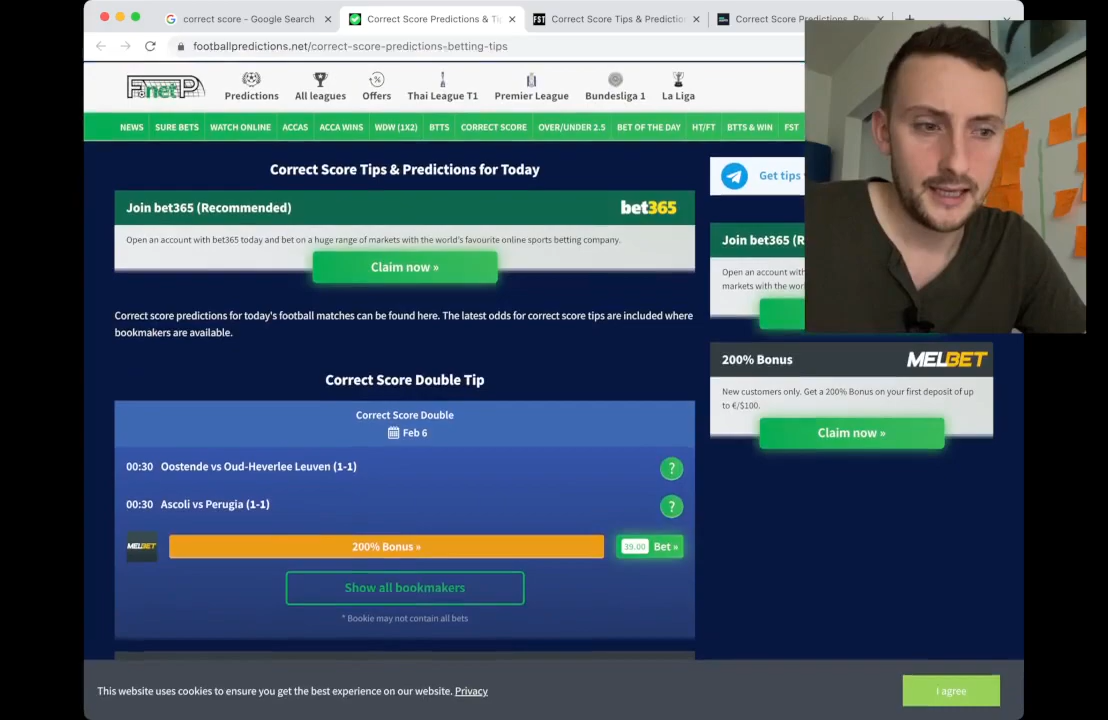 correct score - Google Search
Correct Score Predictions & Ti
FST Correct Score Tips & Prediction
Correct Score Predictions, Po
footballpredictions.net/correct-score-predictions-betting-tips
F net P
Predictions
All leagues
Offers
Thai League T1
Premier League
Bundesliga 1
La Liga
NEWS SURE BETS WATCH ONLINE ACCAS ACCA WINS WDW (1X2) BTTS CORRECT SCORE OVER/UNDER 2.5 BET OF THE DAY HT/FT BTTS & WIN FST
Correct Score Tips & Predictions for Today
Join bet365 (Recommended)
bet365
Open an account with bet365 today and bet on a huge range of markets with the world's favourite online sports betting company.
Claim now »
Correct score predictions for today's football matches can be found here. The latest odds for correct score tips are included where
bookmakers are available.
Correct Score Double Tip
Correct Score Double
Feb 6
00:30 Oostende vs Oud-Heverlee Leuven (1-1)
?
00:30 Ascoli vs Perugia (1-1)
?
MELBET
200% Bonus »
39.00 Bet »
Show all bookmakers
* Bookie may not contain all bets
Get tips
Join bet365 (R
Open an account with
markets with the wor
200% Bonus
MELBET
New customers only. Get a 200% Bonus on your first deposit of up
to €/$100.
Claim now »
This website uses cookies to ensure you get the best experience on our website. Privacy
I agree